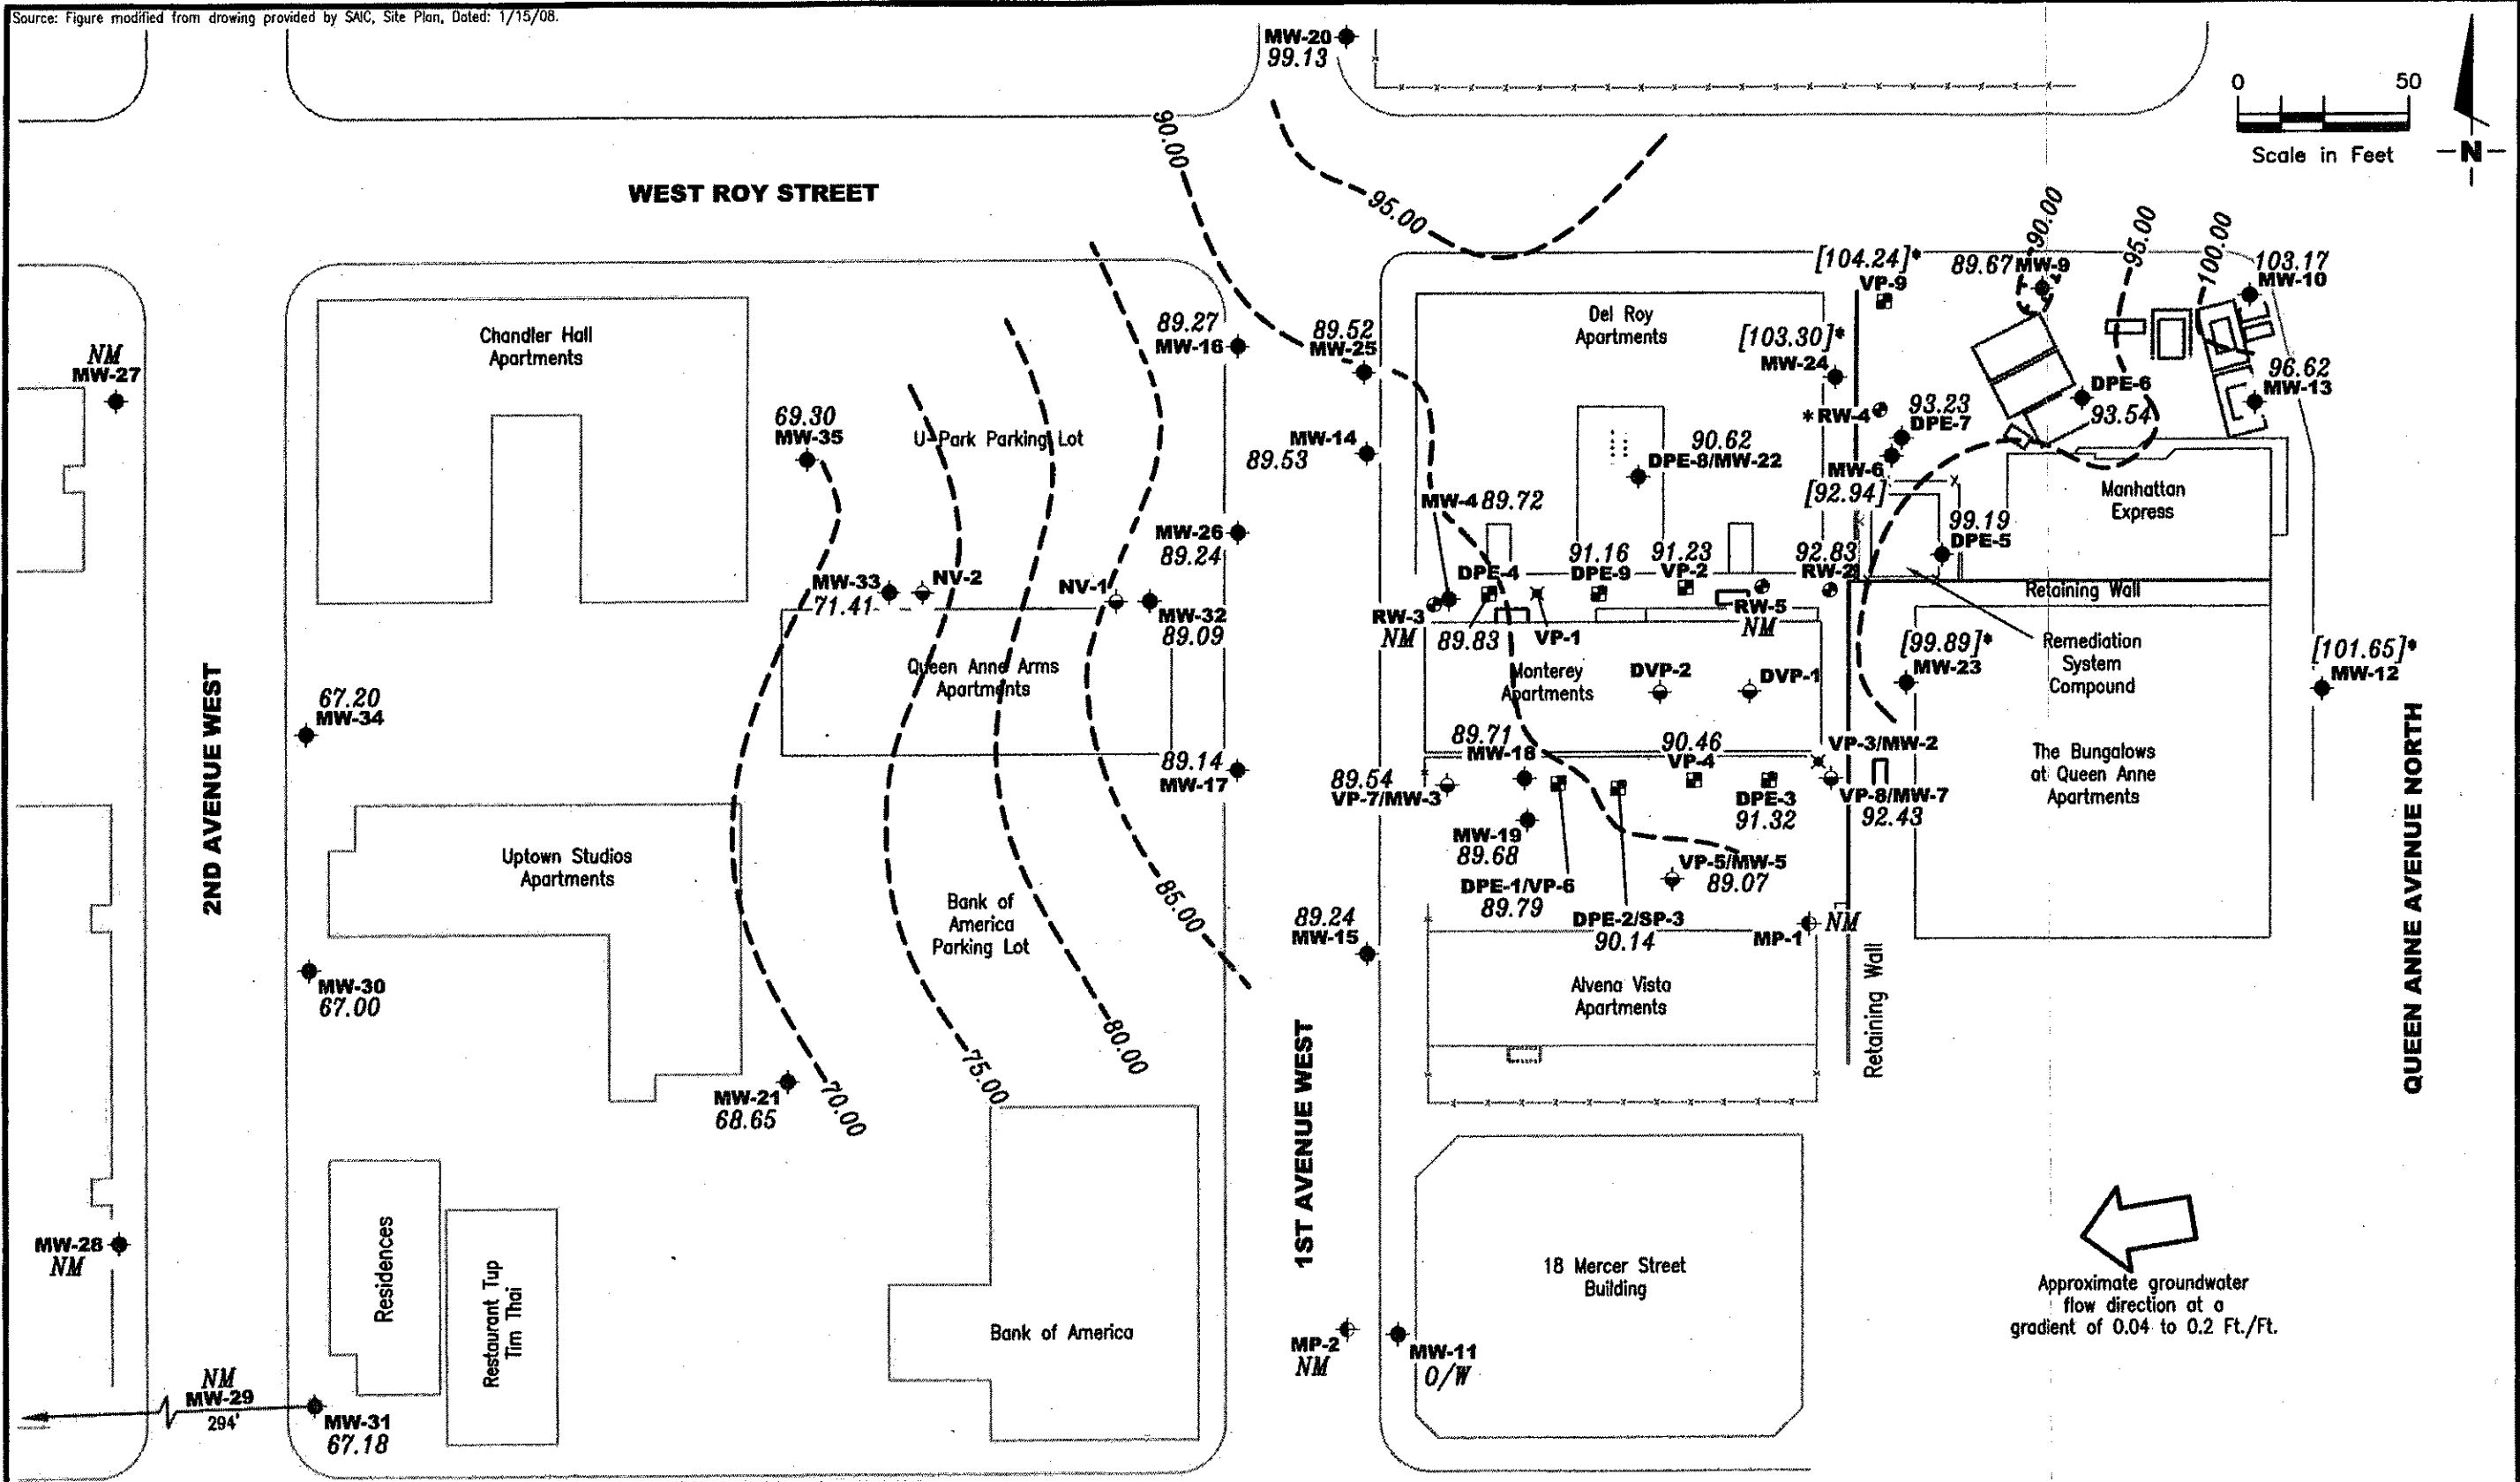 Source: Figure modified from drowing provided by SAIC, Site Plan, Dated: 1/15/08.
MW-20
99.13
0 50
Scale in Feet
-N-
WEST ROY STREET
90.00
95.00
90.00
95.00
100.00
[104.24]*
VP-9
89.67 MW-9
103.17
MW-10
Chandler Hall
Apartments
89.27
MW-16
89.52
MW-25
Del Roy
Apartments
[103.30]*
MW-24
NM
MW-27
96.62
MW-13
DPE-6
93.54
69.30
MW-35
U-Park Parking Lot
MW-14
89.53
90.62
DPE-8/MW-22
*RW-4
93.23
DPE-7
MW-6
[92.94]
Manhattan
Express
MW-4 89.72
99.19
DPE-5
MW-26
89.24
MW-33
71.41
NV-2
NV-1
MW-32
89.09
DPE-4
89.83
VP-1
91.16
DPE-9
91.23
VP-2
92.83
RW-2
RW-3
NM
RW-5
NM
Retaining Wall
Remediation
System
Compound
[99.89]*
MW-23
[101.65]*
MW-12
Queen Anne Arms
Apartments
Monterey
Apartments
DVP-2
DVP-1
2ND AVENUE WEST
67.20
MW-34
89.14
MW-17
89.71
MW-18
90.46
VP-4
VP-3/MW-2
The Bungalows
at Queen Anne
Apartments
89.54
VP-7/MW-3
DPE-3
91.32
VP-8/MW-7
92.43
QUEEN ANNE AVENUE NORTH
MW-19
89.68
Uptown Studios
Apartments
VP-5/MW-5
89.07
DPE-1/VP-6
89.79
DPE-2/SP-3
90.14
MP-1 NM
Bank of
America
Parking Lot
85.00
89.24
MW-15
MW-30
67.00
Alvena Vista
Apartments
Retaining Wall
80.00
75.00
70.00
MW-21
68.65
1ST AVENUE WEST
MW-28
NM
Residences
Restaurant Tup
Tim Thai
Bank of America
18 Mercer Street
Building
Approximate groundwater
flow direction at a
gradient of 0.04 to 0.2 Ft./Ft.
MP-2
NM
MW-11
O/W
NM
MW-29
294'
MW-31
67.18